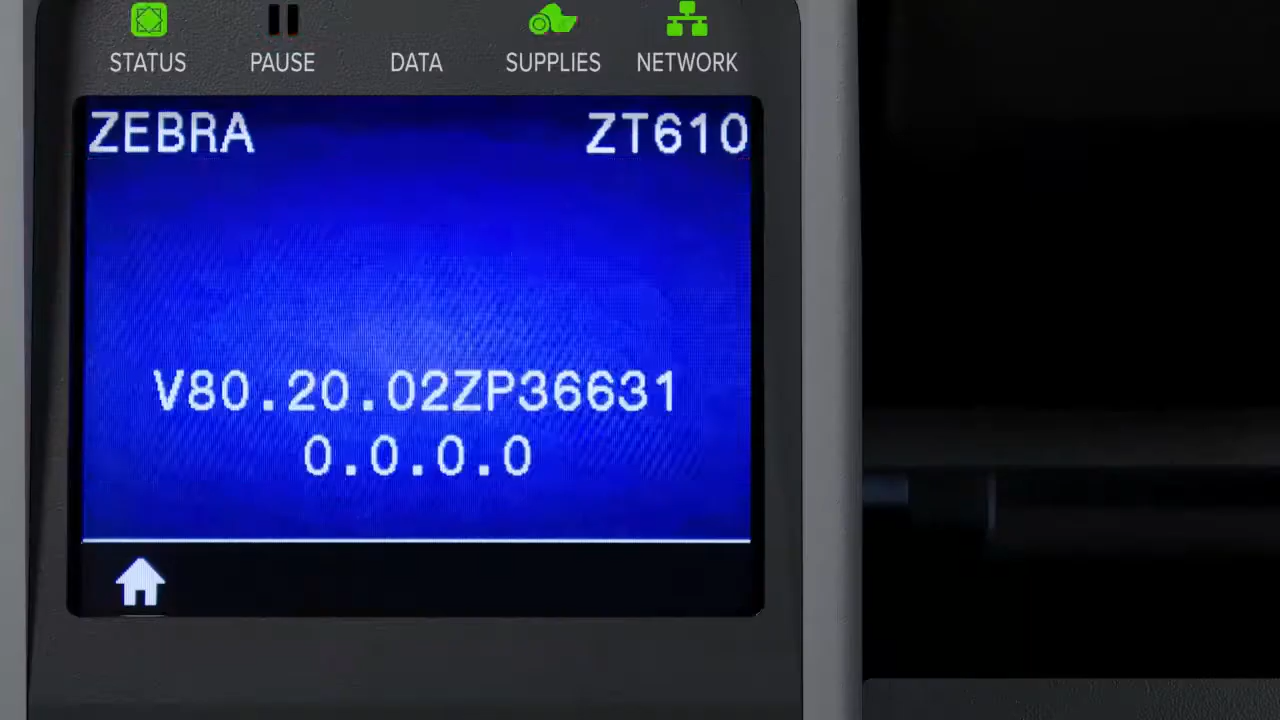 STATUS PAUSE DATA SUPPLIES NETWORK
ZEBRA ZT610
V80.20.02ZP36631
0.0.0.0